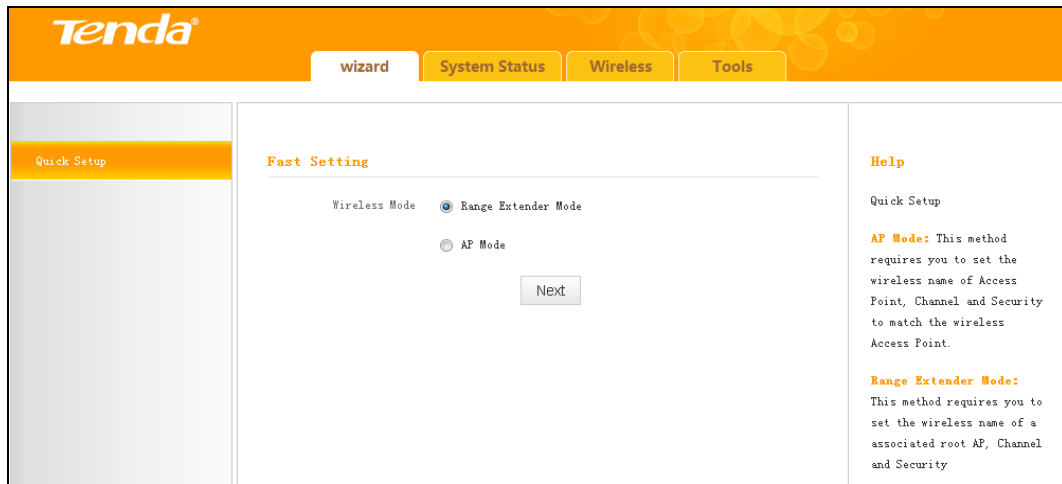 Tenda®
wizard
System Status
Wireless
Tools
Quick Setup
Fast Setting
Wireless Mode
Range Extender Mode
AP Mode
Next
Help
Quick Setup
AP Mode: This method
requires you to set the
wireless name of Access
Point, Channel and Security
to match the wireless
Access Point.
Range Extender Mode:
This method requires you to
set the wireless name of a
associated root AP, Channel
and Security